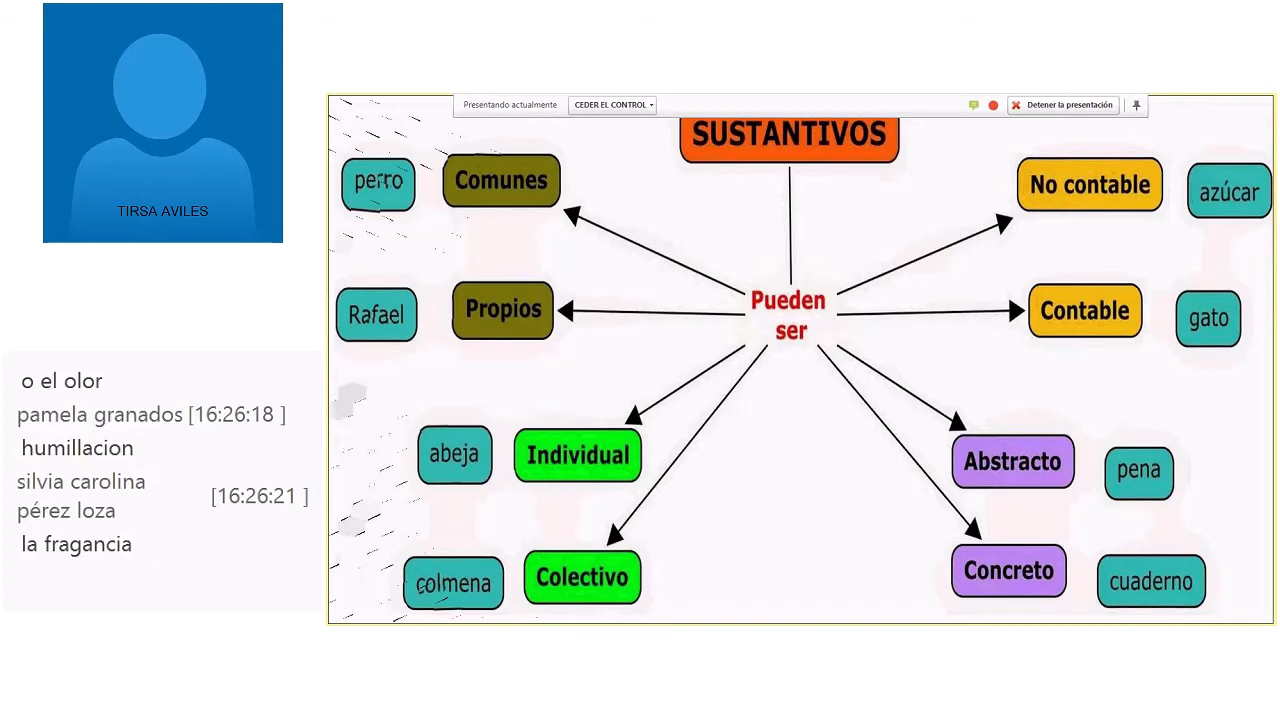 TIRSA AVILES
o el olor
pamela granados [16:26:18 ]
humillacion
silvia carolina
pérez loza [16:26:21 ]
la fragancia
Presentando actualmente CEDER EL CONTROL Detener la presentación
SUSTANTIVOS
perro Comunes
No contable azúcar
Rafael Propios
Pueden
ser
Contable gato
abeja Individual
Abstracto pena
colmena Colectivo
Concreto cuaderno